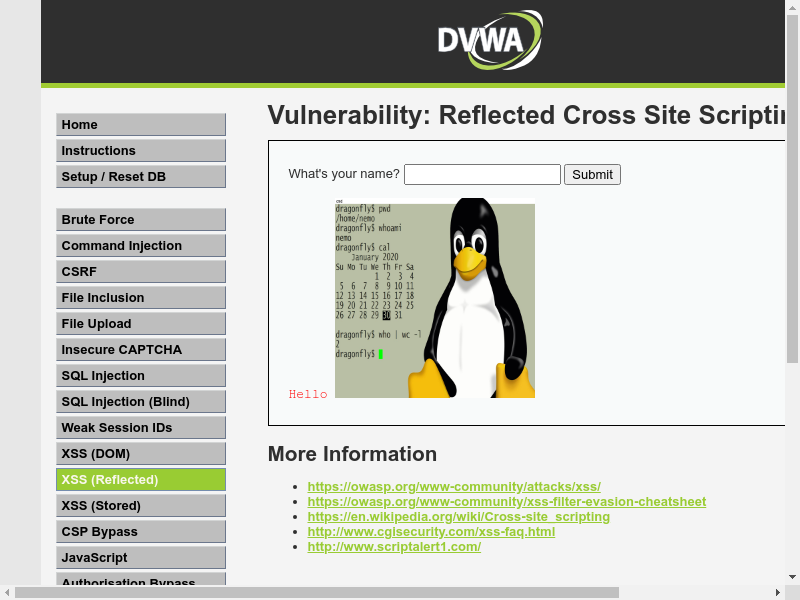 DVWA
Vulnerability: Reflected Cross Site Scriptin
Home
Instructions
Setup / Reset DB
Brute Force
Command Injection
CSRF
File Inclusion
File Upload
Insecure CAPTCHA
SQL Injection
SQL Injection (Blind)
Weak Session IDs
XSS (DOM)
XSS (Reflected)
XSS (Stored)
CSP Bypass
JavaScript
Authorisation Bypass
What's your name? Submit
dragonfly$ pwd
/home/nemo
dragonfly$ whoami
nemo
dragonfly$ cal
January 2020
Su Mo Tu We Th Fr Sa
1 2 3 4
5 6 7 8 9 10 11
12 13 14 15 16 17 18
19 20 21 22 23 24 25
26 27 28 29 30 31
dragonfly$ who | wc -l
2
dragonfly$
Hello
More Information
https://owasp.org/www-community/attacks/xss/
https://owasp.org/www-community/xss-filter-evasion-cheatsheet
https://en.wikipedia.org/wiki/Cross-site_scripting
http://www.cgisecurity.com/xss-faq.html
http://www.scriptalert1.com/